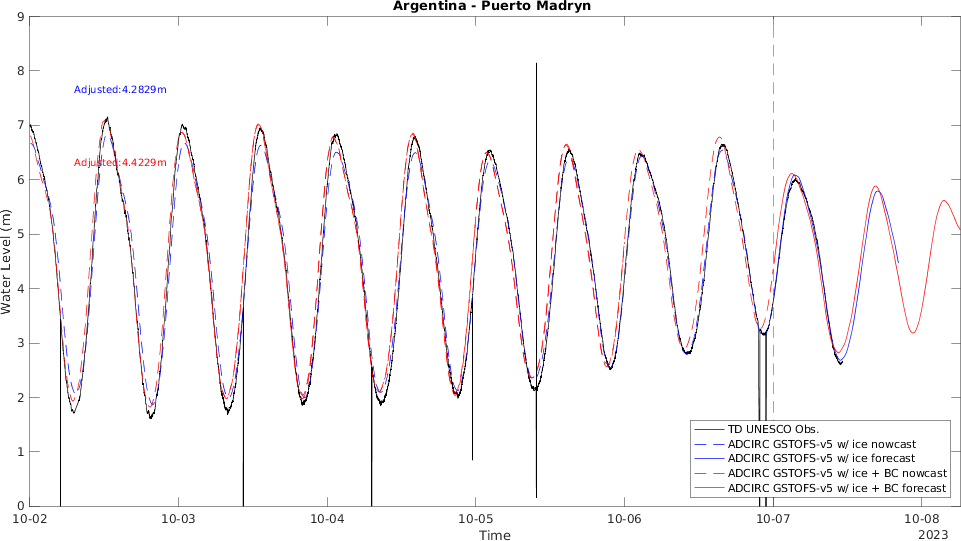 Argentina - Puerto Madryn
9
8
7
6
5
4
3
2
1
0
Water Level (m)
Adjusted:4.2829m
Adjusted:4.4229m
TD UNESCO Obs.
ADCIRC GSTOFS-v5 w/ ice nowcast
ADCIRC GSTOFS-v5 w/ ice forecast
ADCIRC GSTOFS-v5 w/ ice + BC nowcast
ADCIRC GSTOFS-v5 w/ ice + BC forecast
10-02 10-03 10-04 10-05 10-06 10-07 10-08
Time
2023